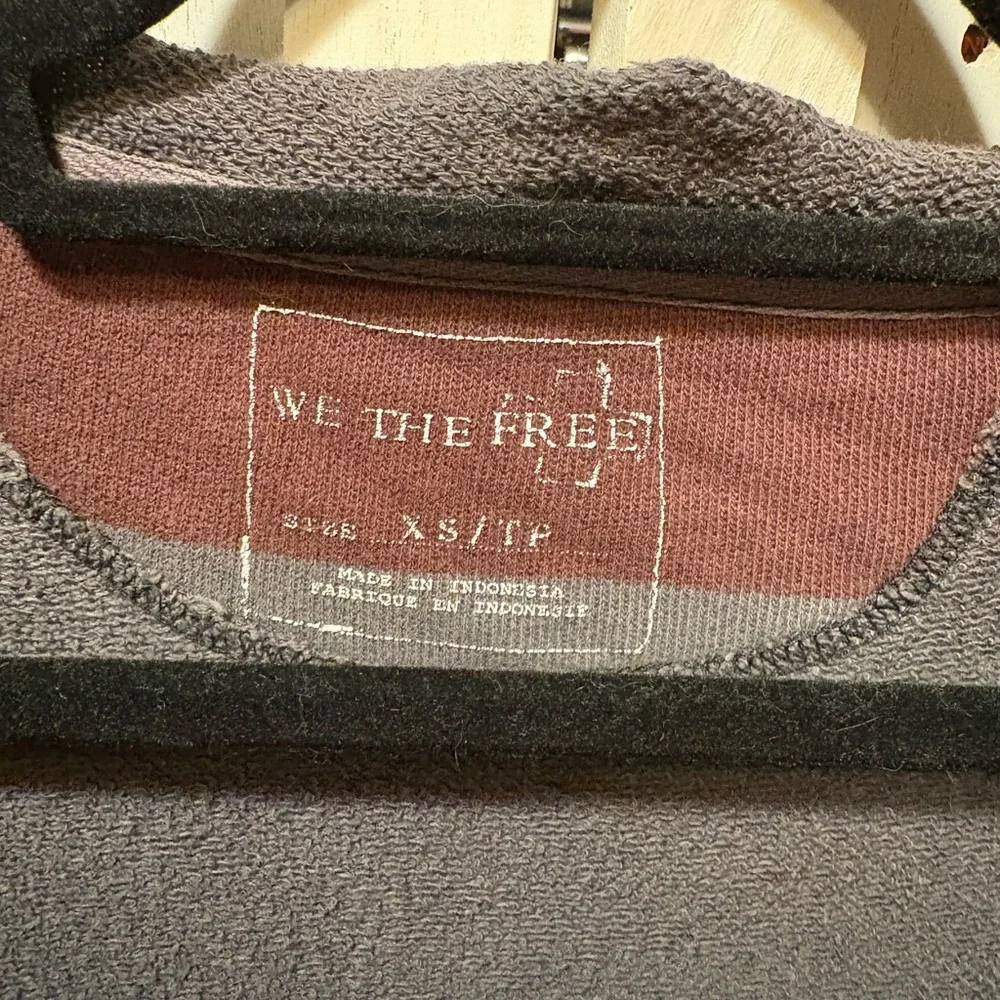 WE THE FREE
SIZE XS/TP
MADE IN INDONESIA
FABRIQUE EN INDONESIE